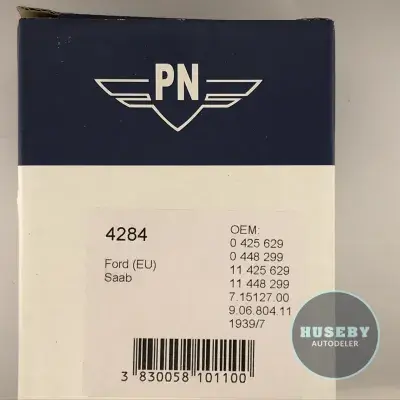 PN
4284
Ford (EU)
Saab
OEM:
0 425 629
0 448 299
11 425 629
11 448 299
7.15127.00
9.06.804.11
1939/7
3 830058 101100
HUSEBY
AUTODELER